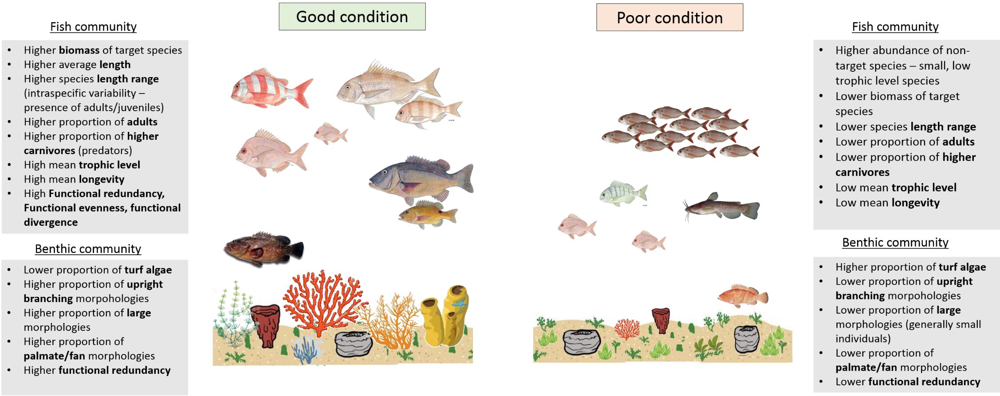 Good condition
Fish community
• Higher biomass of target species
• Higher average length
• Higher species length range
(intraspecific variability –
presence of adults/juveniles)
• Higher proportion of adults
• Higher proportion of higher
carnivores (predators)
• High mean trophic level
• High mean longevity
• High Functional redundancy,
Functional evenness, functional
divergence
Benthic community
• Lower proportion of turf algae
• Higher proportion of upright
branching morpohologies
• Higher proportion of large
morphologies
• Higher proportion of
palmate/fan morphologies
• Higher functional redundancy
Poor condition
Fish community
• Higher abundance of non-
target species – small, low
trophic level species
• Lower biomass of target
species
• Lower species length range
• Lower proportion of adults
• Lower proportion of higher
carnivores
• Low mean trophic level
• Low mean longevity
Benthic community
• Higher proportion of turf algae
• Lower proportion of upright
branching morpohologies
• Lower proportion of large
morphologies (generally small
individuals)
• Lower proportion of
palmate/fan morphologies
• Lower functional redundancy